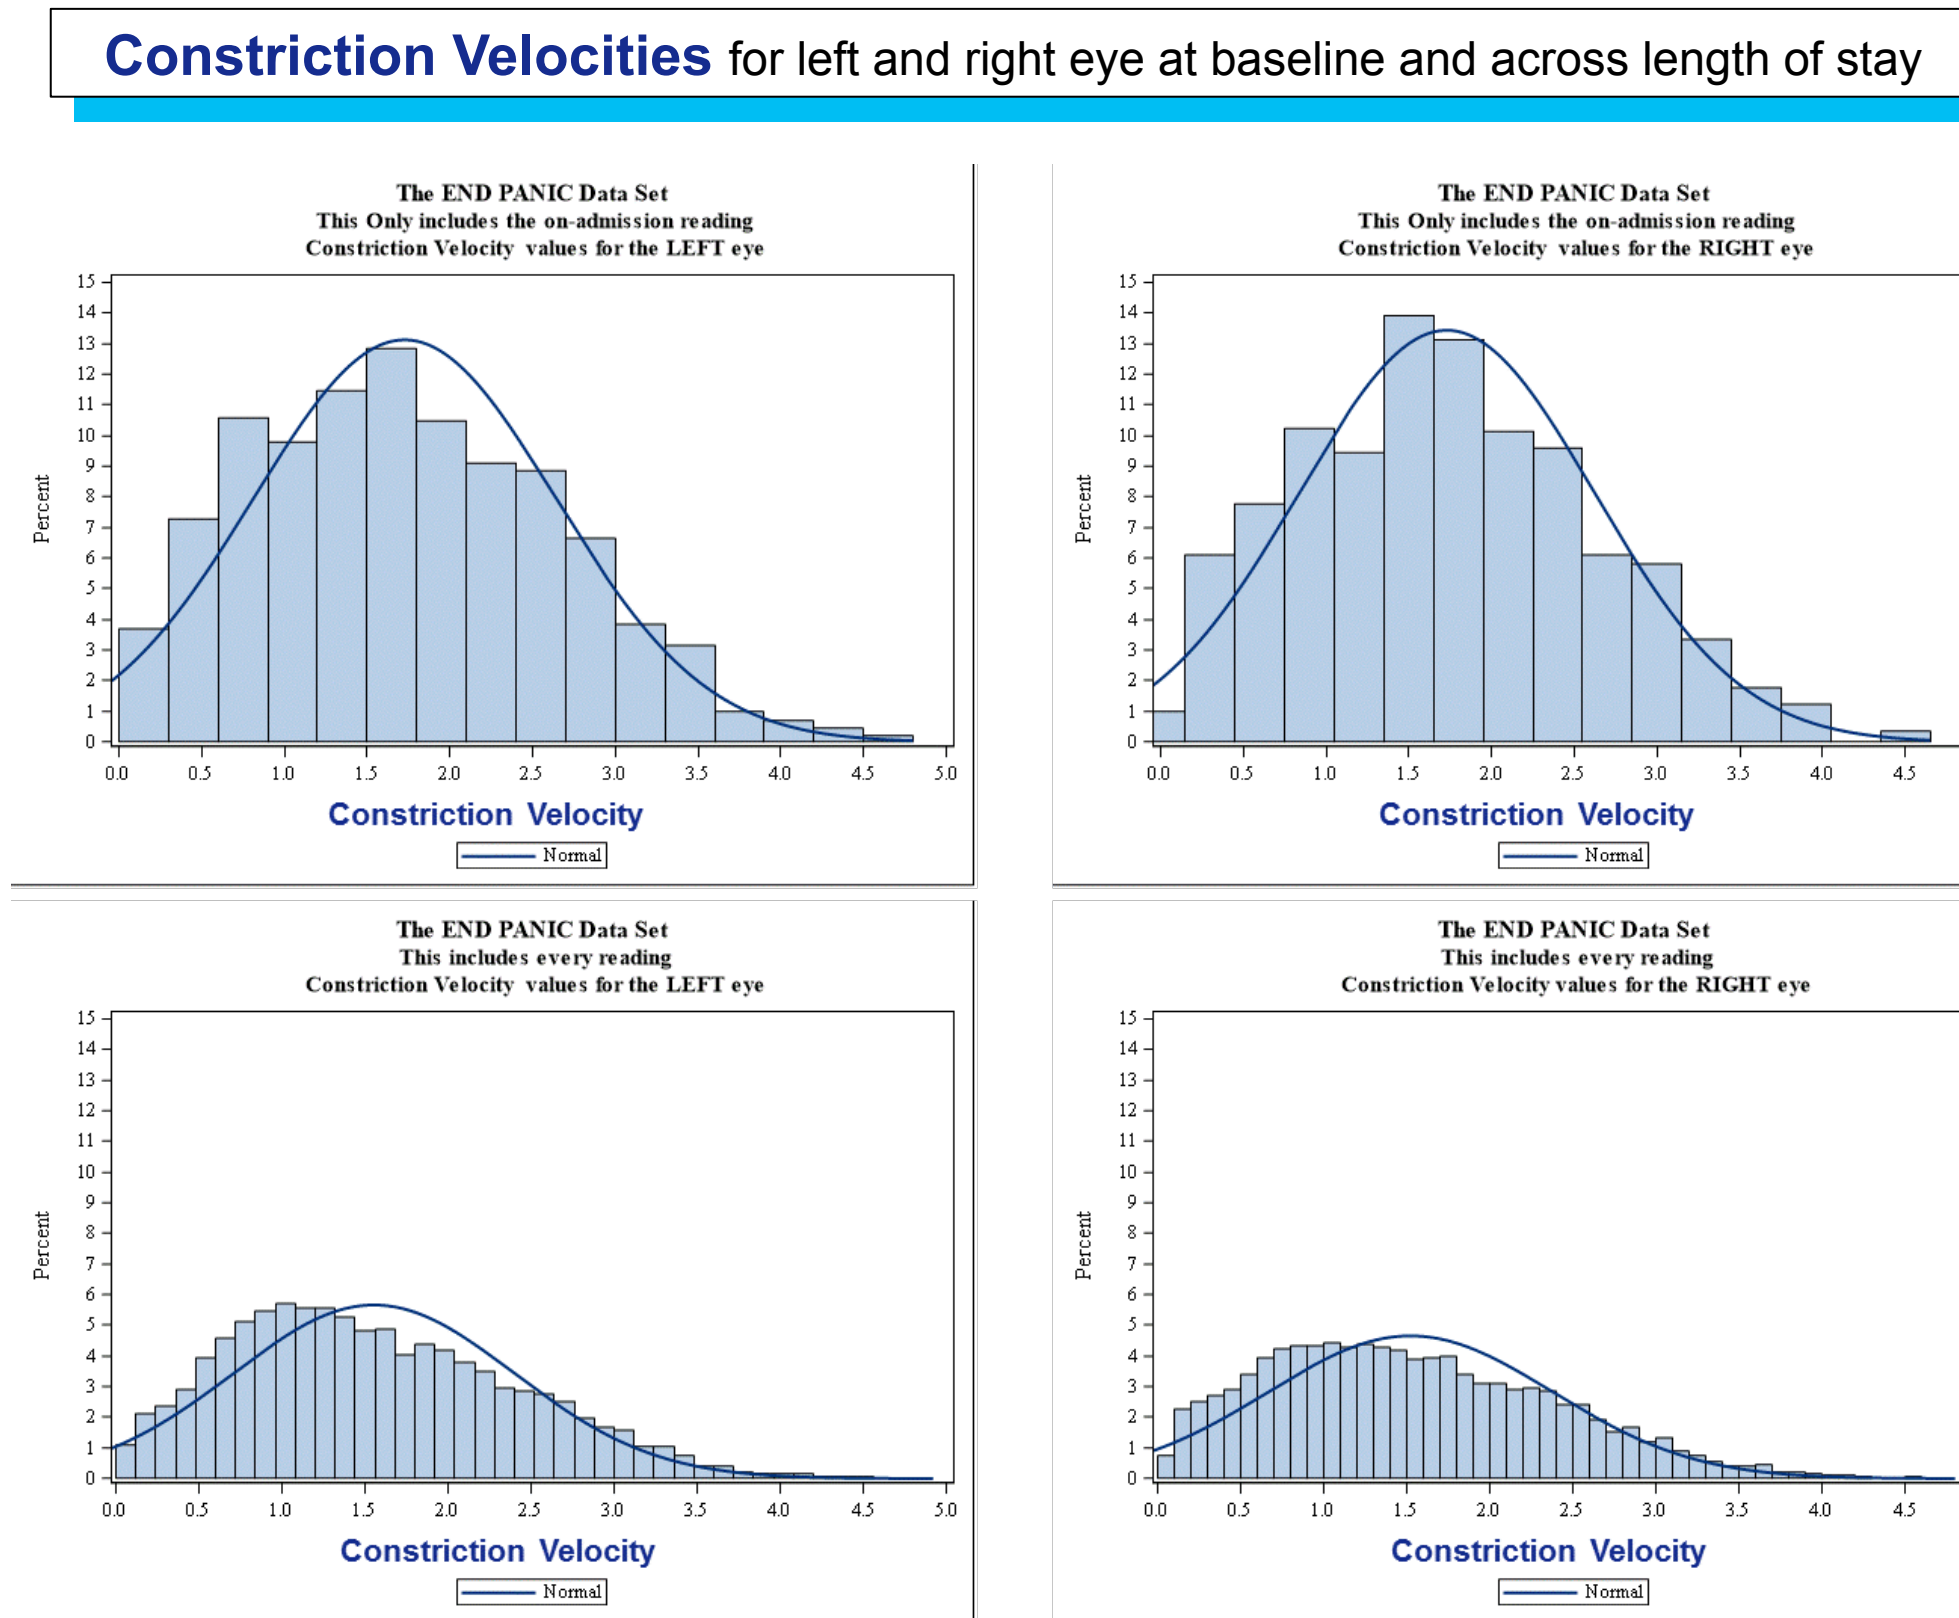 Constriction Velocities for left and right eye at baseline and across length of stay
The END PANIC Data Set
This Only includes the on-admission reading
Constriction Velocity values for the LEFT eye
15
14
13
12
11
10
9
8
7
6
5
4
3
2
1
0
Percent
0.0 0.5 1.0 1.5 2.0 2.5 3.0 3.5 4.0 4.5 5.0
Constriction Velocity
Normal
The END PANIC Data Set
This Only includes the on-admission reading
Constriction Velocity values for the RIGHT eye
15
14
13
12
11
10
9
8
7
6
5
4
3
2
1
0
Percent
0.0 0.5 1.0 1.5 2.0 2.5 3.0 3.5 4.0 4.5
Constriction Velocity
Normal
The END PANIC Data Set
This includes every reading
Constriction Velocity values for the LEFT eye
15
14
13
12
11
10
9
8
7
6
5
4
3
2
1
0
Percent
0.0 0.5 1.0 1.5 2.0 2.5 3.0 3.5 4.0 4.5 5.0
Constriction Velocity
Normal
The END PANIC Data Set
This includes every reading
Constriction Velocity values for the RIGHT eye
15
14
13
12
11
10
9
8
7
6
5
4
3
2
1
0
Percent
0.0 0.5 1.0 1.5 2.0 2.5 3.0 3.5 4.0 4.5
Constriction Velocity
Normal